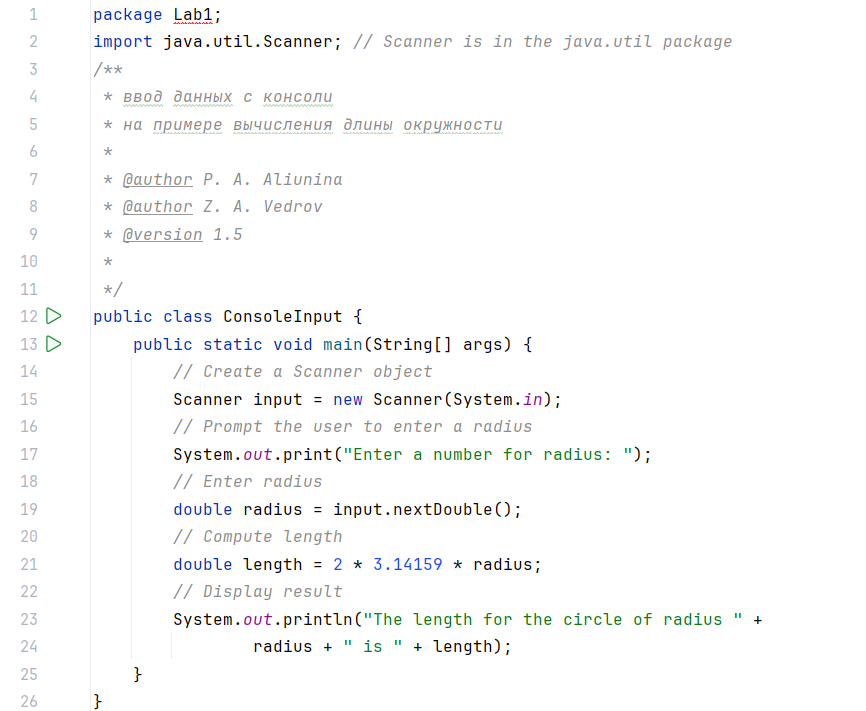 1 package Lab1;
2 import java.util.Scanner; // Scanner is in the java.util package
3 /**
4 * ввод данных с консоли
5 * на примере вычисления длины окружности
6 *
7 * @author P. A. Aliunina
8 * @author Z. A. Vedrov
9 * @version 1.5
10 *
11 */
12 public class ConsoleInput {
13 public static void main(String[] args) {
14 // Create a Scanner object
15 Scanner input = new Scanner(System.in);
16 // Prompt the user to enter a radius
17 System.out.print("Enter a number for radius: ");
18 // Enter radius
19 double radius = input.nextDouble();
20 // Compute length
21 double length = 2 * 3.14159 * radius;
22 // Display result
23 System.out.println("The length for the circle of radius " +
24 radius + " is " + length);
25 }
26 }